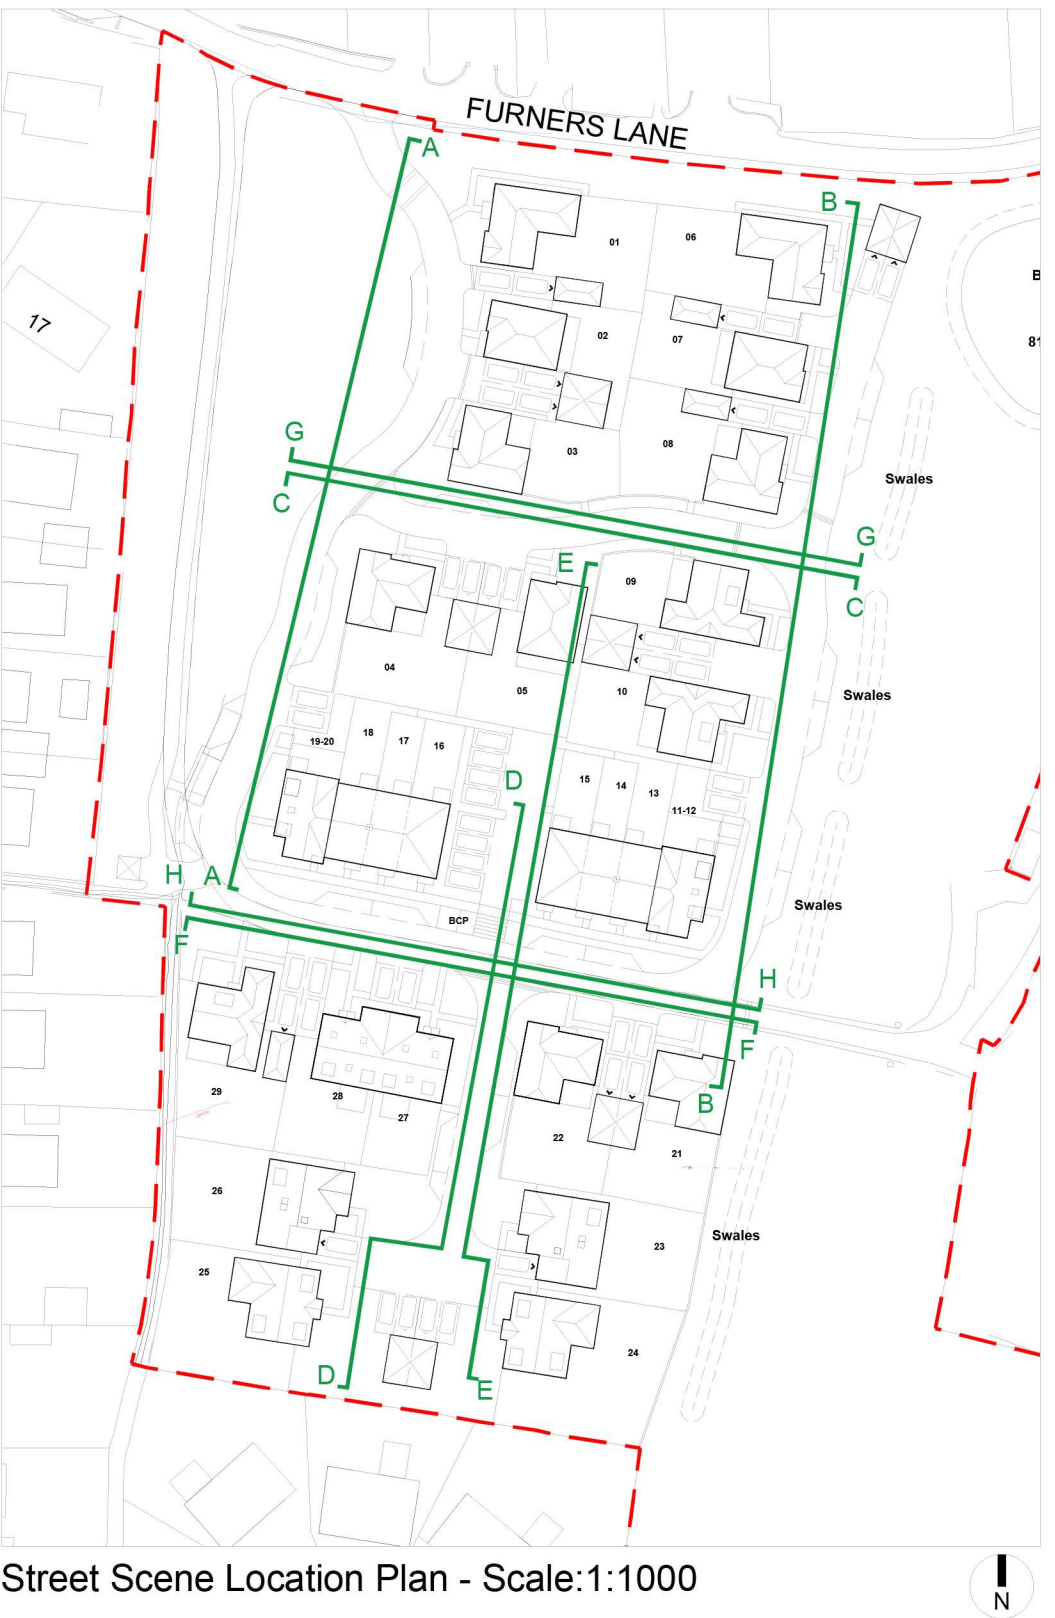 FURNERS LANE
A
B
01
06
B
17
02
07
81
03
08
G
C
Swales
G
E
C
09
04
05
10
Swales
19-20
18
17
16
D
15
14
13
11-12
H
A
F
BCP
Swales
H
F
B
29
28
27
22
21
26
23
Swales
25
24
D
E
Street Scene Location Plan - Scale:1:1000
N